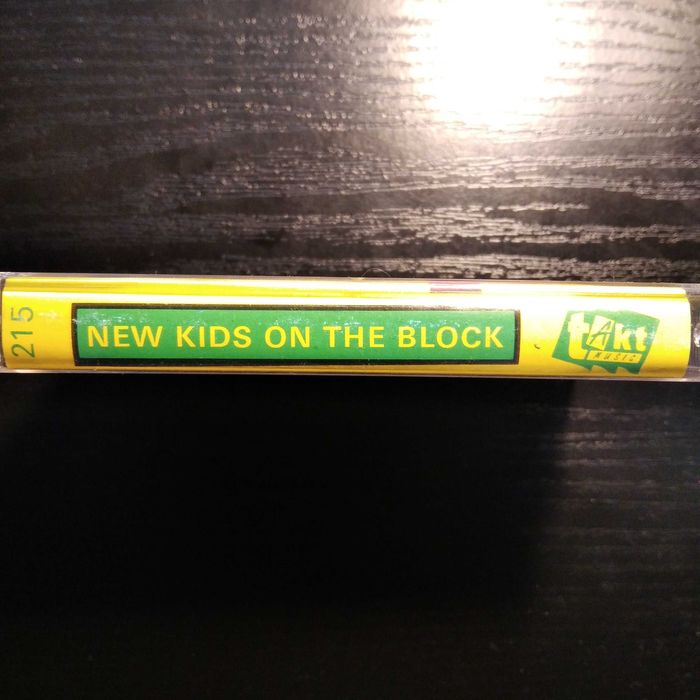 215
NEW KIDS ON THE BLOCK
tAkt
MUSIC